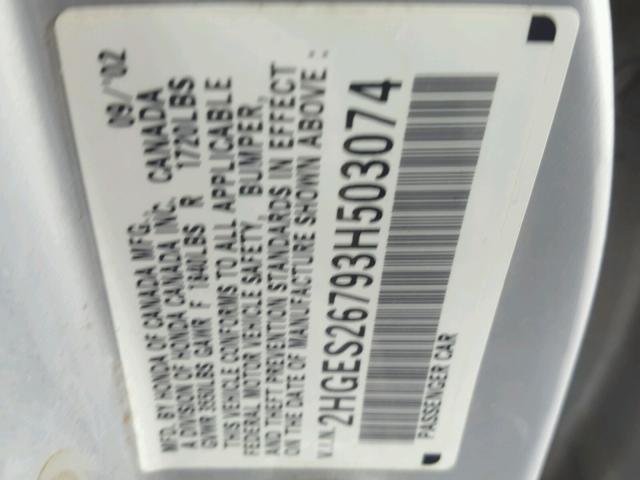 MFD. BY HONDA OF CANADA MFG., 09/'02
A DIVISION OF HONDA CANADA INC. CANADA
GVWR 3550LBS GAWR F 1840LBS R 1720LBS
THIS VEHICLE CONFORMS TO ALL APPLICABLE
FEDERAL MOTOR VEHICLE SAFETY, BUMPER,
AND THEFT PREVENTION STANDARDS IN EFFECT
ON THE DATE OF MANUFACTURE SHOWN ABOVE :
V.I.N. 2HGES26793H503074
PASSENGER CAR